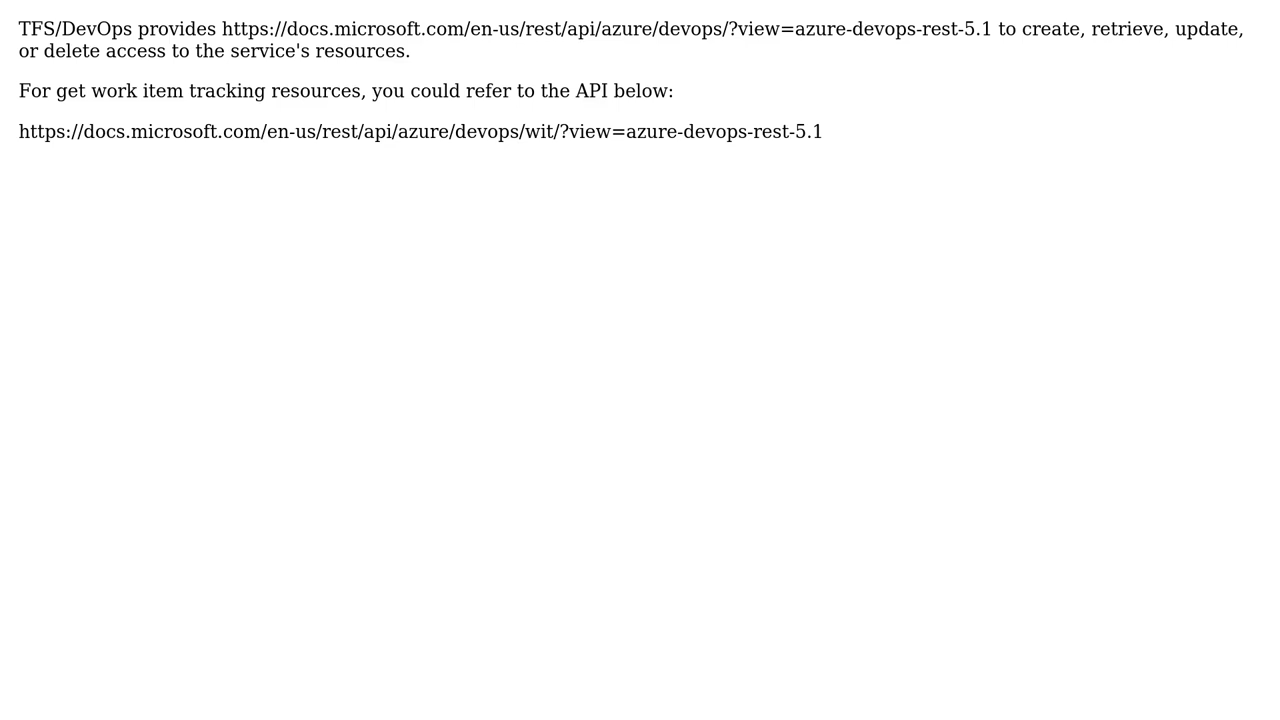 TFS/DevOps provides https://docs.microsoft.com/en-us/rest/api/azure/devops/?view=azure-devops-rest-5.1 to create, retrieve, update,
or delete access to the service's resources.
For get work item tracking resources, you could refer to the API below:
https://docs.microsoft.com/en-us/rest/api/azure/devops/wit/?view=azure-devops-rest-5.1